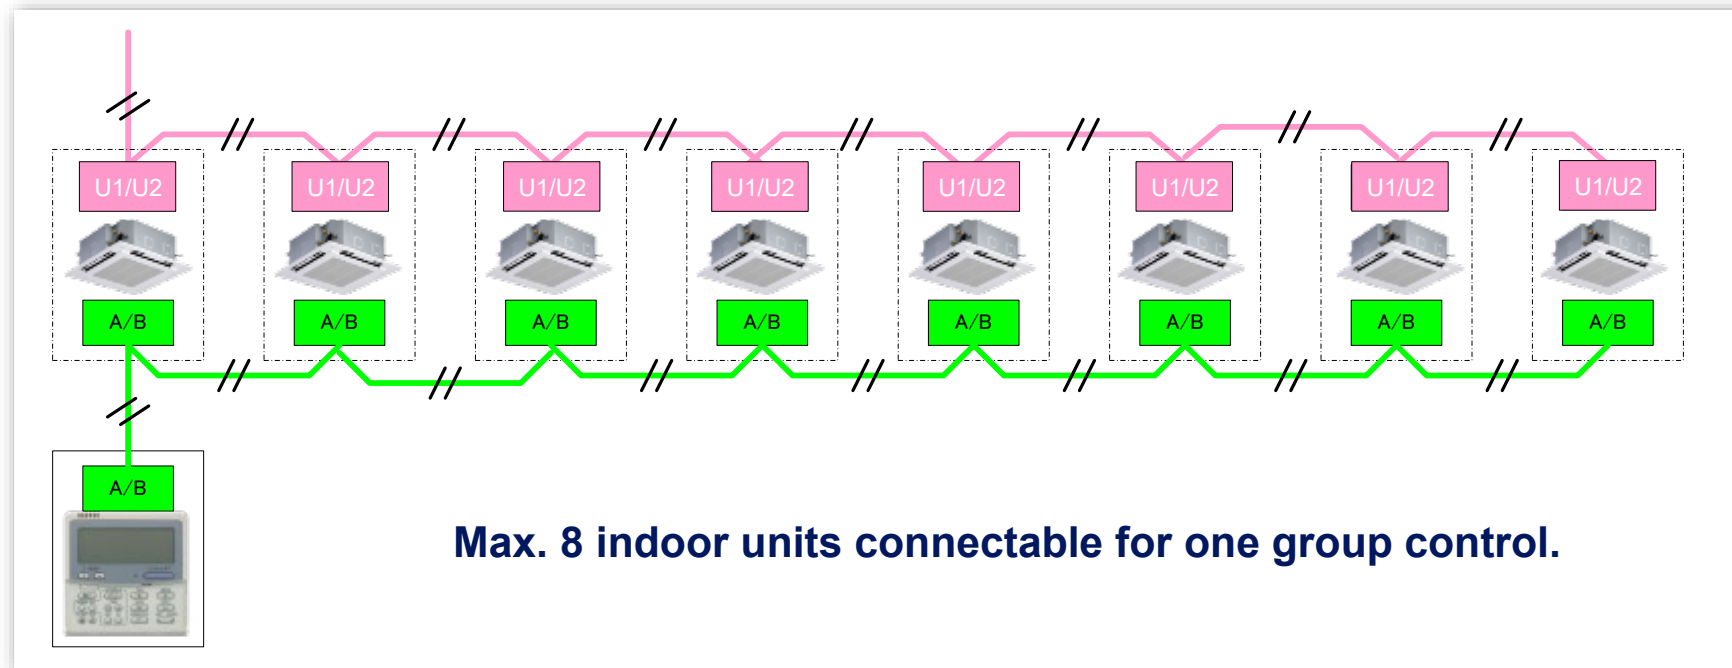 U1/U2 U1/U2 U1/U2 U1/U2 U1/U2 U1/U2 U1/U2 U1/U2
A/B A/B A/B A/B A/B A/B A/B A/B
A/B
Max. 8 indoor units connectable for one group control.